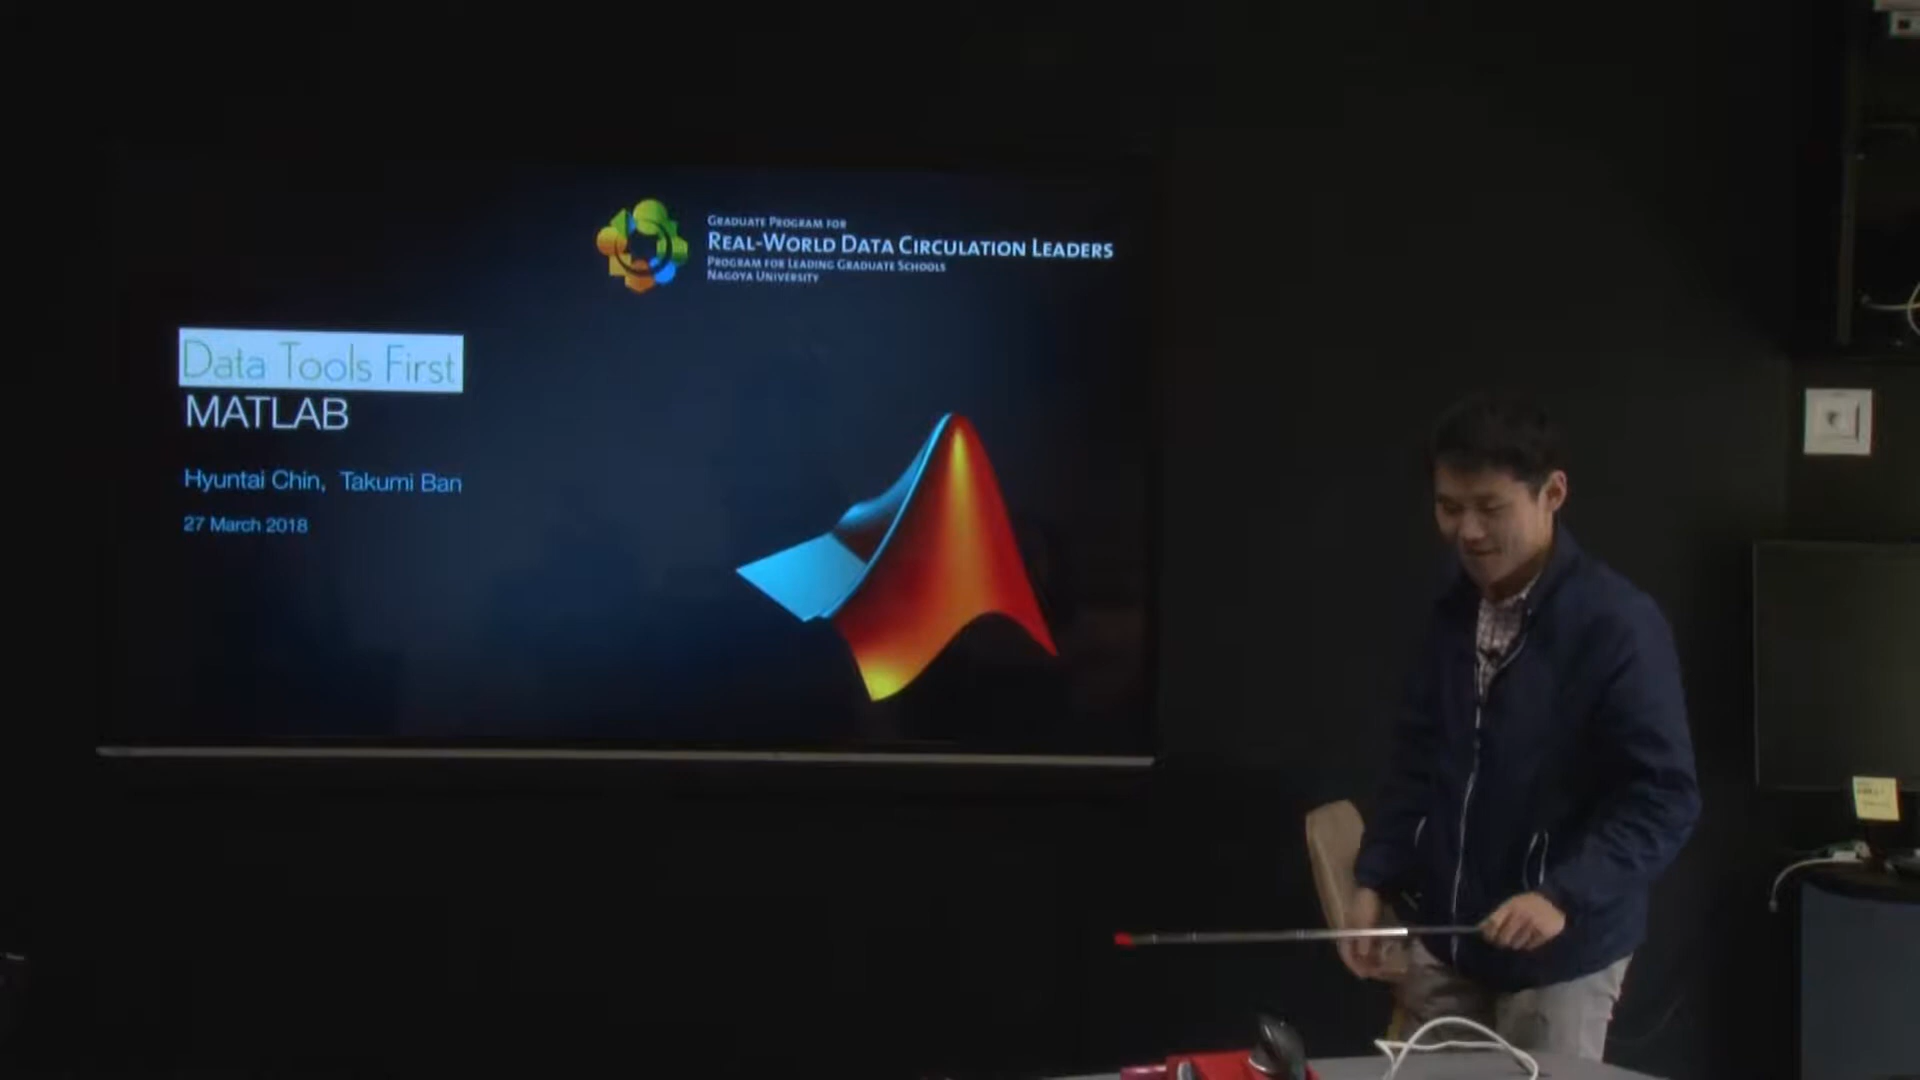 GRADUATE PROGRAM FOR
REAL-WORLD DATA CIRCULATION LEADERS
PROGRAM FOR LEADING GRADUATE SCHOOLS
NAGOYA UNIVERSITY
Data Tools First
MATLAB
Hyuntai Chin, Takumi Ban
27 March 2018